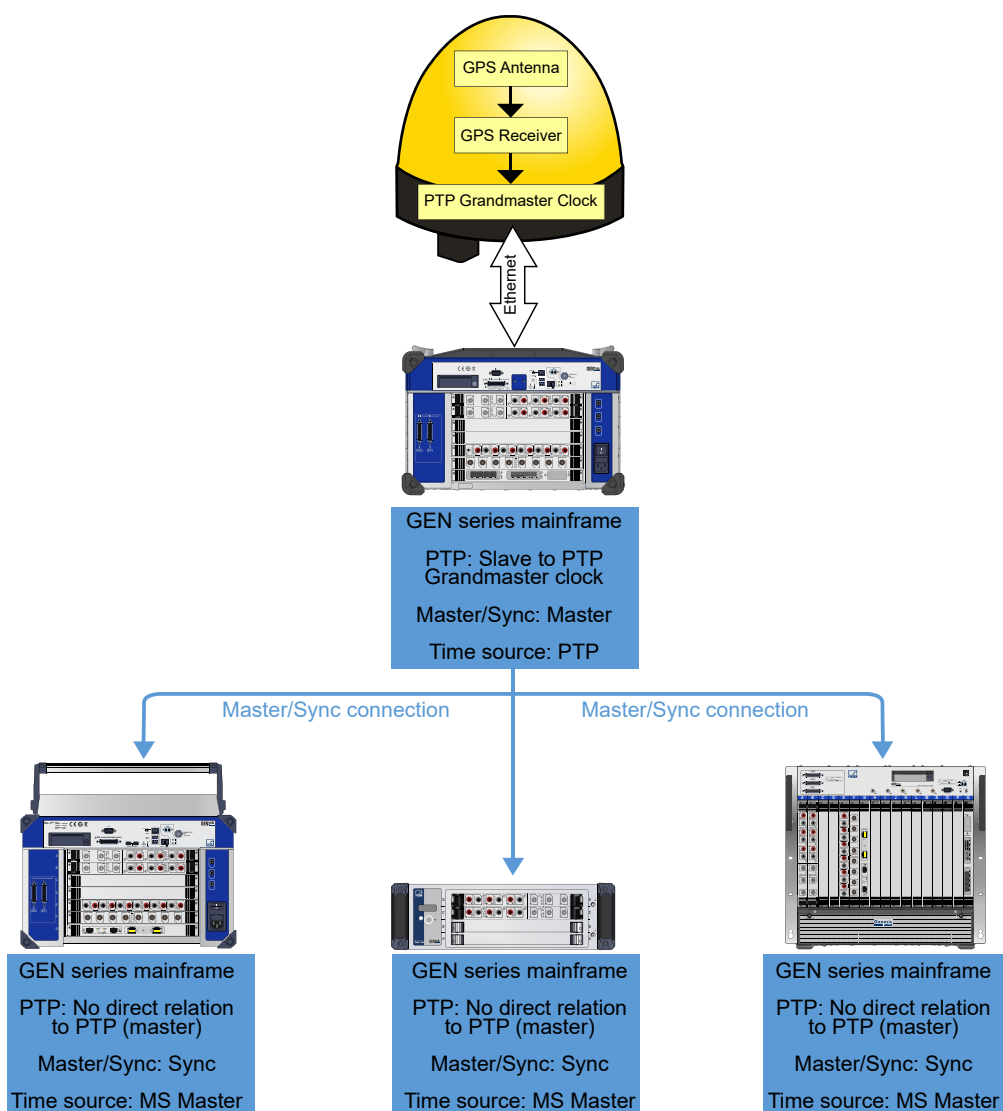 GPS Antenna
GPS Receiver
PTP Grandmaster Clock
Ethernet
GEN series mainframe
PTP: Slave to PTP
Grandmaster clock
Master/Sync: Master
Time source: PTP
Master/Sync connection
Master/Sync connection
GEN series mainframe
PTP: No direct relation
to PTP (master)
Master/Sync: Sync
Time source: MS Master
GEN series mainframe
PTP: No direct relation
to PTP (master)
Master/Sync: Sync
Time source: MS Master
GEN series mainframe
PTP: No direct relation
to PTP (master)
Master/Sync: Sync
Time source: MS Master